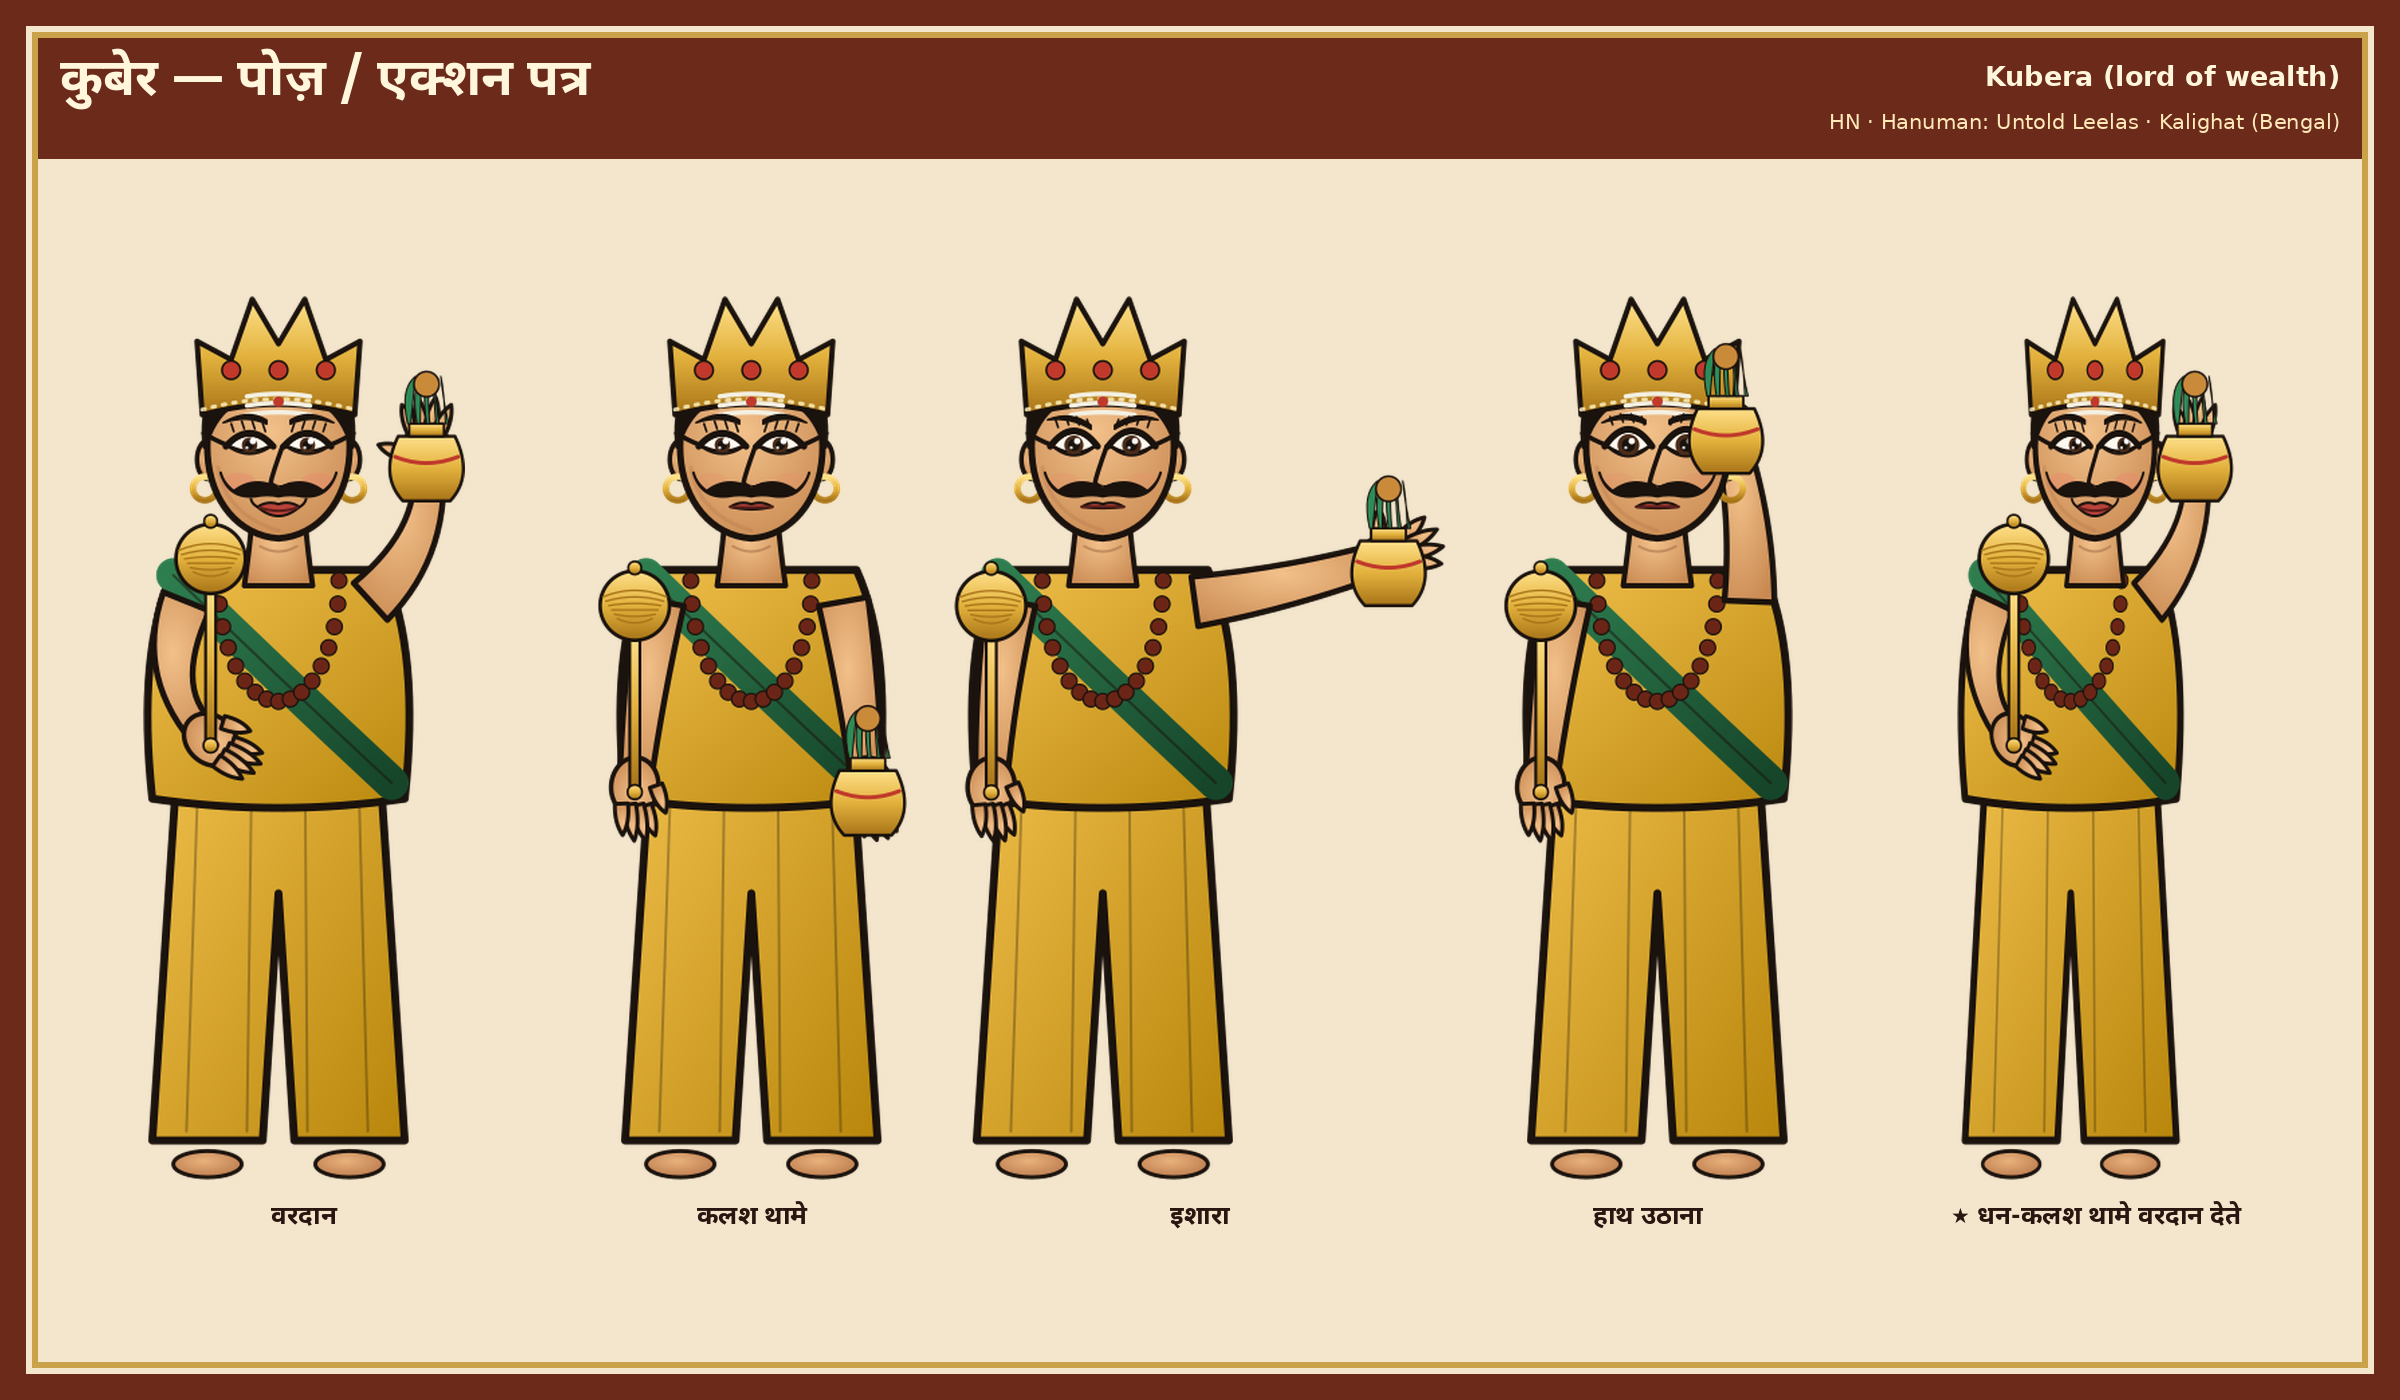 कुबेर — पोज़ / एक्शन पत्र
Kubera (lord of wealth)
HN · Hanuman: Untold Leelas · Kalighat (Bengal)
वरदान
कलश थामे
इशारा
हाथ उठाना
★ धन-कलश थामे वरदान देते